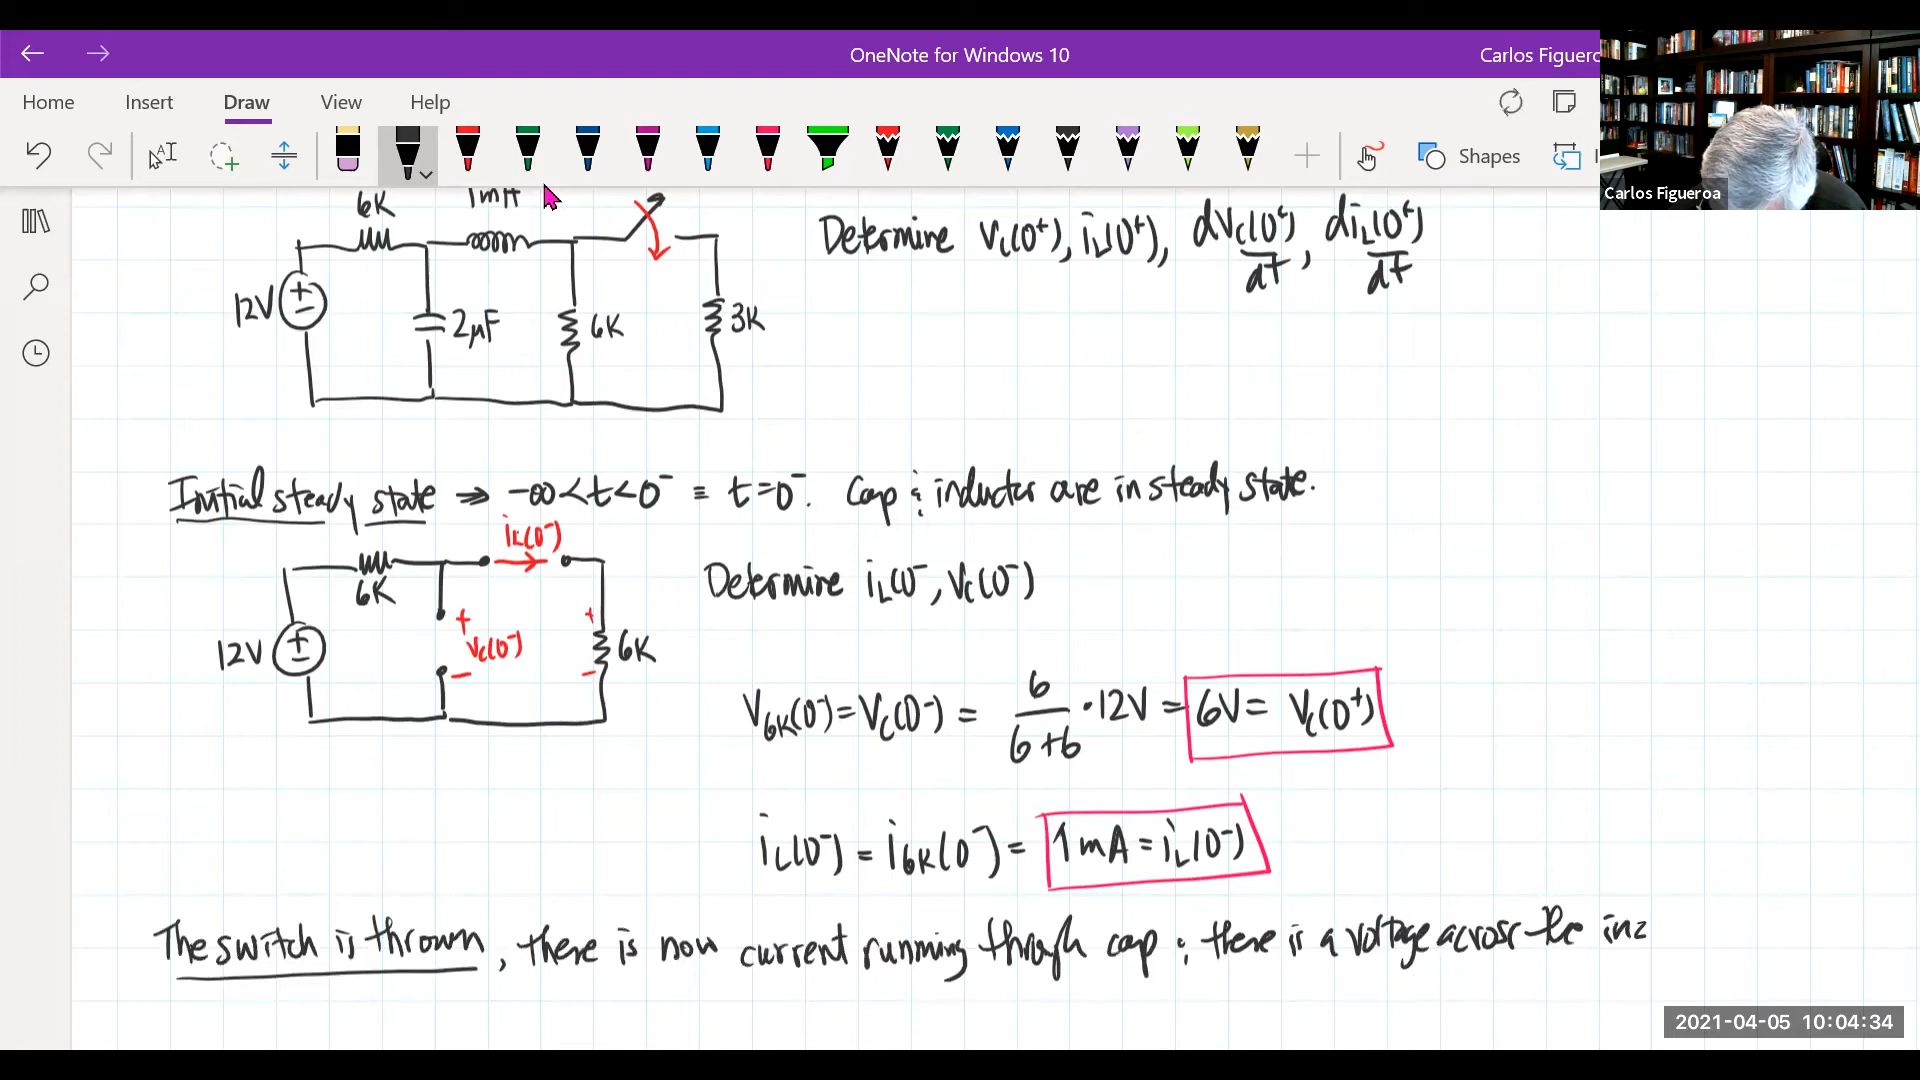 OneNote for Windows 10
Carlos Figuero
Home Insert Draw View Help
Shapes
Carlos Figueroa
6K 1mH
12V 2μF 6K 3K
Determine Vc(0⁺), iL(0⁺), dVc(0⁺)/dt, diL(0⁺)/dt
Initial steady state ⇒ -∞<t<0⁻ ≡ t=0⁻. Cap & inductor are in steady state.
iL(0⁻)
6K
12V + Vc(0⁻) - + - 6K
Determine iL(0⁻, Vc(0⁻)
V6K(0⁻)=Vc(0⁻) = 6/(6+6) · 12V = 6V = Vc(0⁺)
iL(0⁻) = i6K(0⁻) = 1mA = iL(0⁻)
The switch is thrown, there is now current running through cap & there is a voltage across the in
2021-04-05 10:04:34